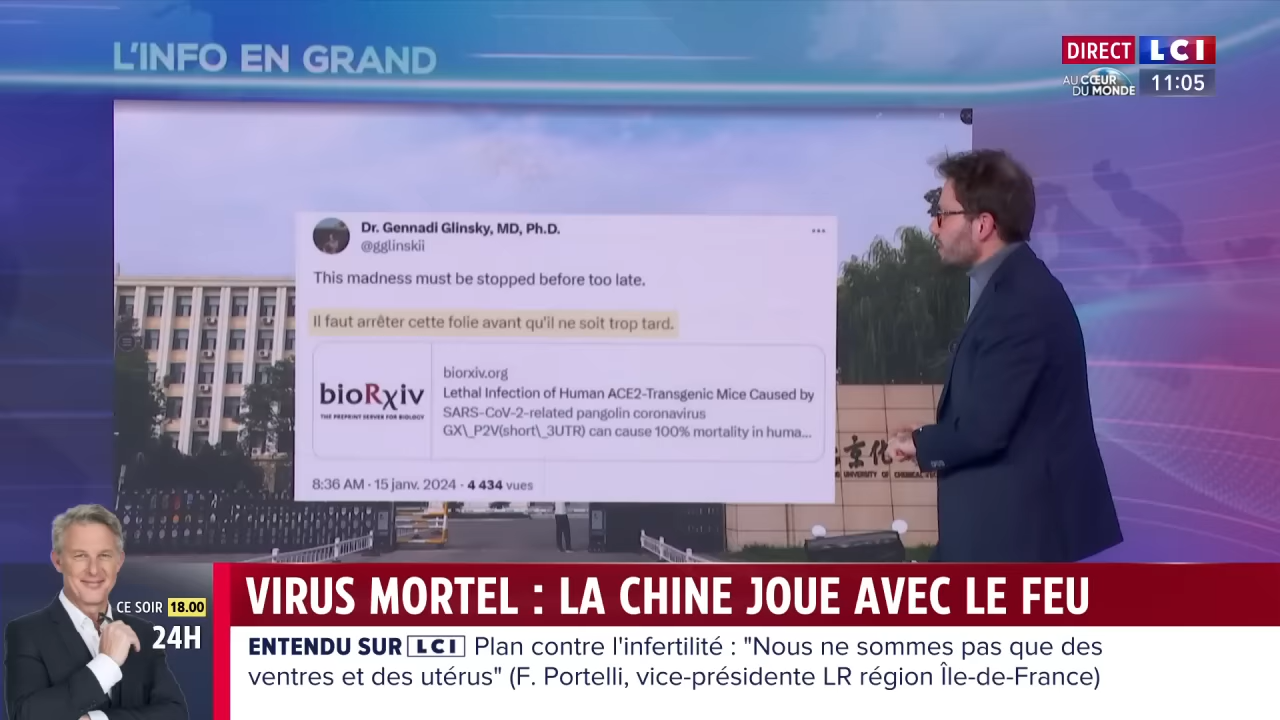 L'INFO EN GRAND
DIRECT LCI
AU CŒUR
DU MONDE
11:05
Dr. Gennadi Glinsky, MD, Ph.D.
@gglinskii
This madness must be stopped before too late.
Il faut arrêter cette folie avant qu'il ne soit trop tard.
bioRχiv
THE PREPRINT SERVER FOR BIOLOGY
biorxiv.org
Lethal Infection of Human ACE2-Transgenic Mice Caused by
SARS-CoV-2-related pangolin coronavirus
GX\_P2V(short\_3UTR) can cause 100% mortality in huma...
8:36 AM · 15 janv. 2024 · 4 434 vues
京化
UNIVERSITY OF CHEMICAL
CE SOIR 18.00
24H
VIRUS MORTEL : LA CHINE JOUE AVEC LE FEU
ENTENDU SUR LCI Plan contre l'infertilité : "Nous ne sommes pas que des
ventres et des utérus" (F. Portelli, vice-présidente LR région Île-de-France)